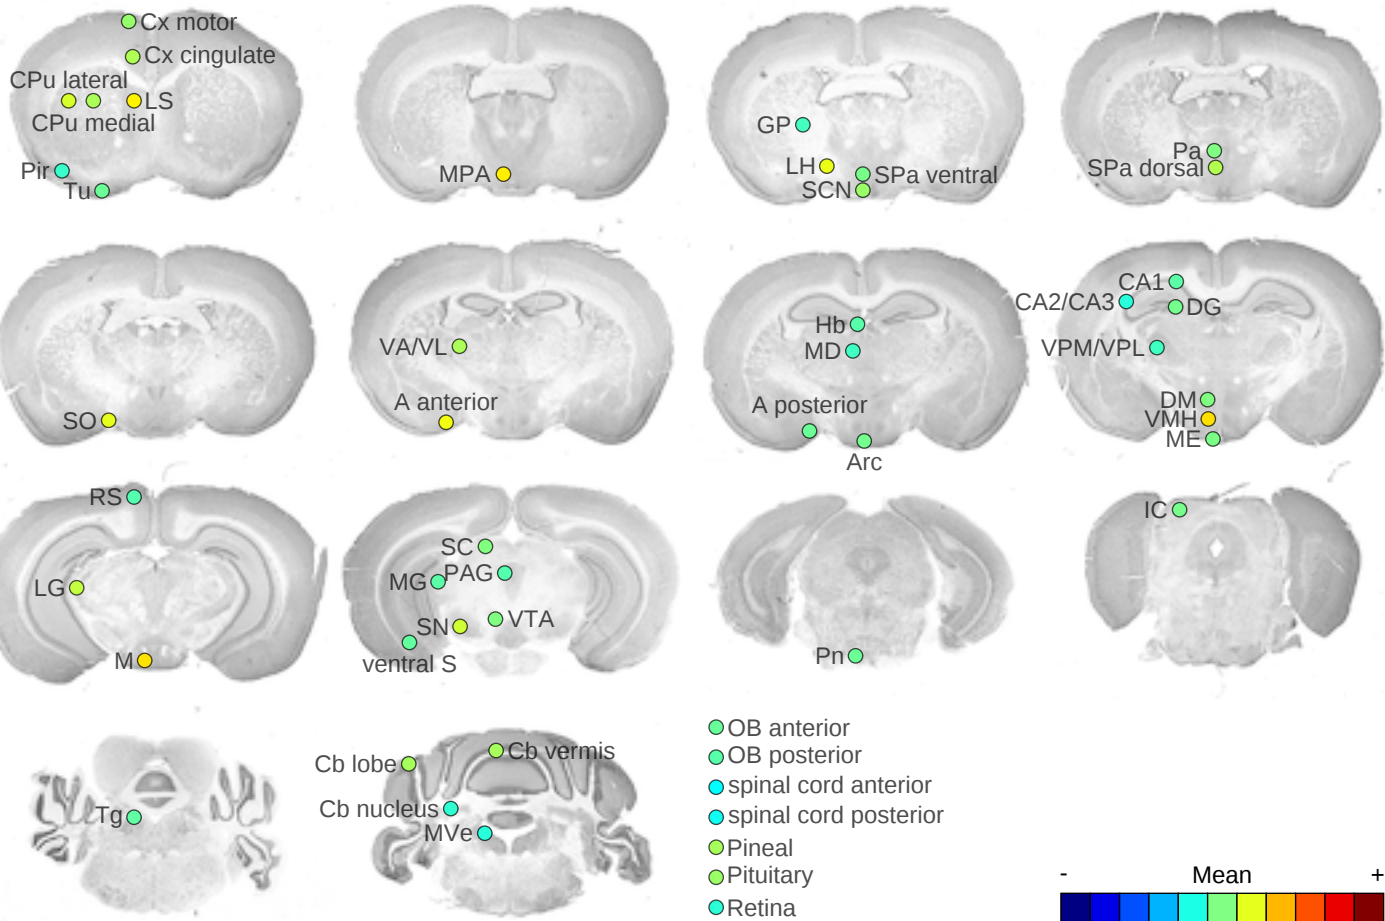 Cx motor
Cx cingulate
CPu lateral
LS
CPu medial
Pir
Tu
MPA
GP
LH
SPa ventral
SCN
Pa
SPa dorsal
SO
VA/VL
A anterior
Hb
MD
A posterior
Arc
CA1
CA2/CA3
DG
VPM/VPL
DM
VMH
ME
RS
LG
M
SC
PAG
MG
VTA
SN
ventral S
Pn
IC
Tg
Cb vermis
Cb lobe
Cb nucleus
MVe
OB anterior
OB posterior
spinal cord anterior
spinal cord posterior
Pineal
Pituitary
Retina
- Mean +